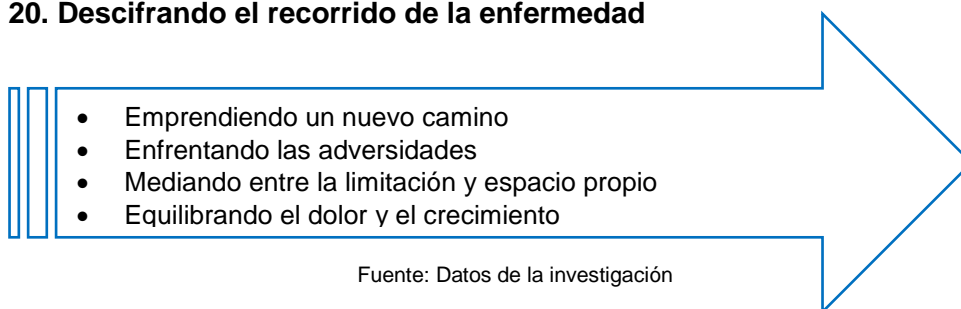 20. Descifrando el recorrido de la enfermedad
• Emprendiendo un nuevo camino
• Enfrentando las adversidades
• Mediando entre la limitación y espacio propio
• Equilibrando el dolor y el crecimiento
Fuente: Datos de la investigación